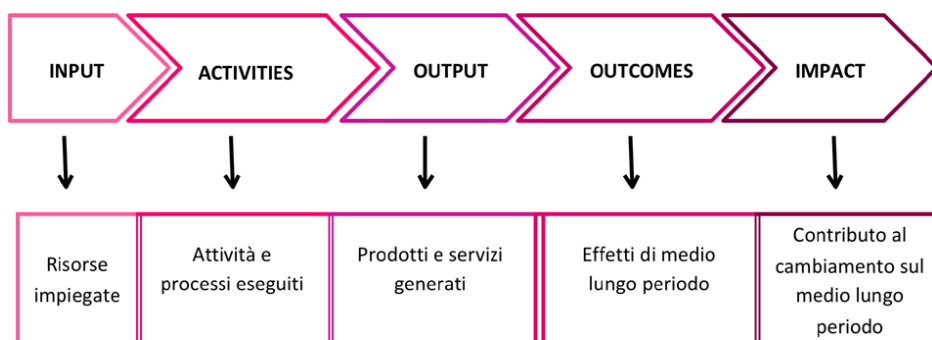 INPUT
ACTIVITIES
OUTPUT
OUTCOMES
IMPACT
Risorse
impiegate
Attività e
processi eseguiti
Prodotti e servizi
generati
Effetti di medio
lungo periodo
Contributo al
cambiamento sul
medio lungo
periodo